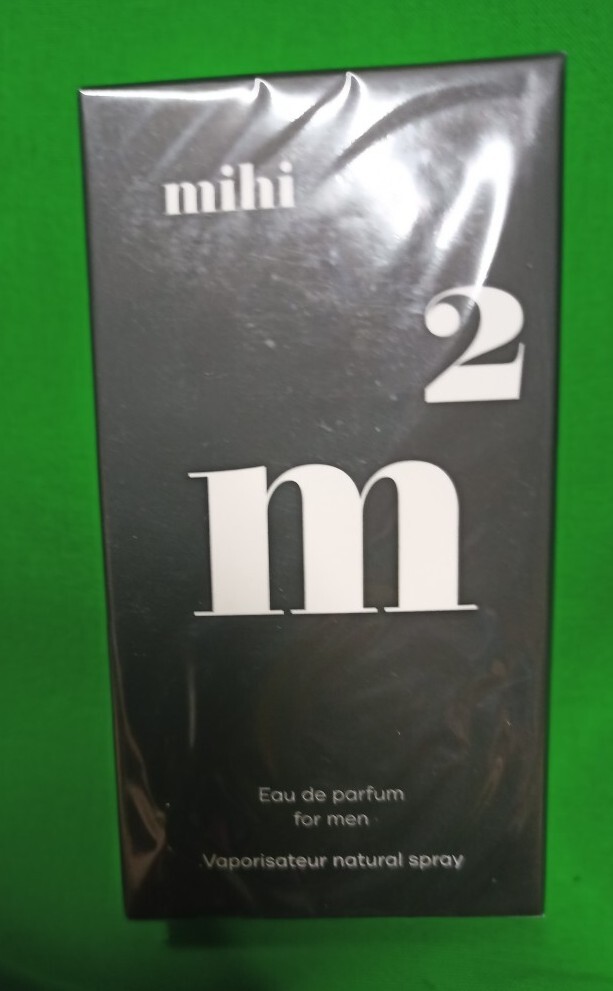 mihi
2
m
Eau de parfum
for men
Vaporisateur natural spray